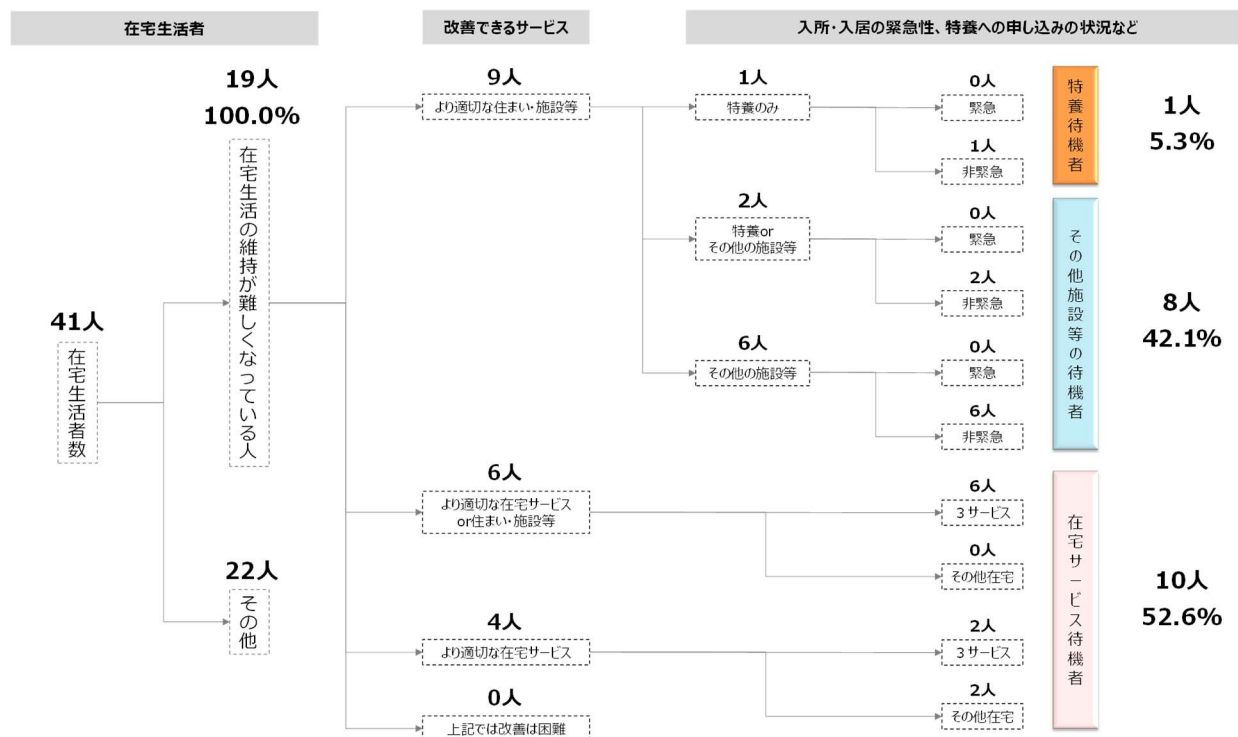 在宅生活者
改善できるサービス
入所・入居の緊急性、特養への申し込みの状況など
19人
100.0%
在宅生活の維持が難しくなっている人
41人
在宅生活者数
22人
その他
9人
より適切な住まい・施設等
6人
より適切な在宅サービス
or住まい・施設等
4人
より適切な在宅サービス
0人
上記では改善は困難
1人
特養のみ
2人
特養or
その他の施設等
6人
その他の施設等
0人
緊急
1人
非緊急
0人
緊急
2人
非緊急
0人
緊急
6人
非緊急
6人
3サービス
0人
その他在宅
2人
3サービス
2人
その他在宅
特養待機者
1人
5.3%
その他施設等の待機者
8人
42.1%
在宅サービス待機者
10人
52.6%